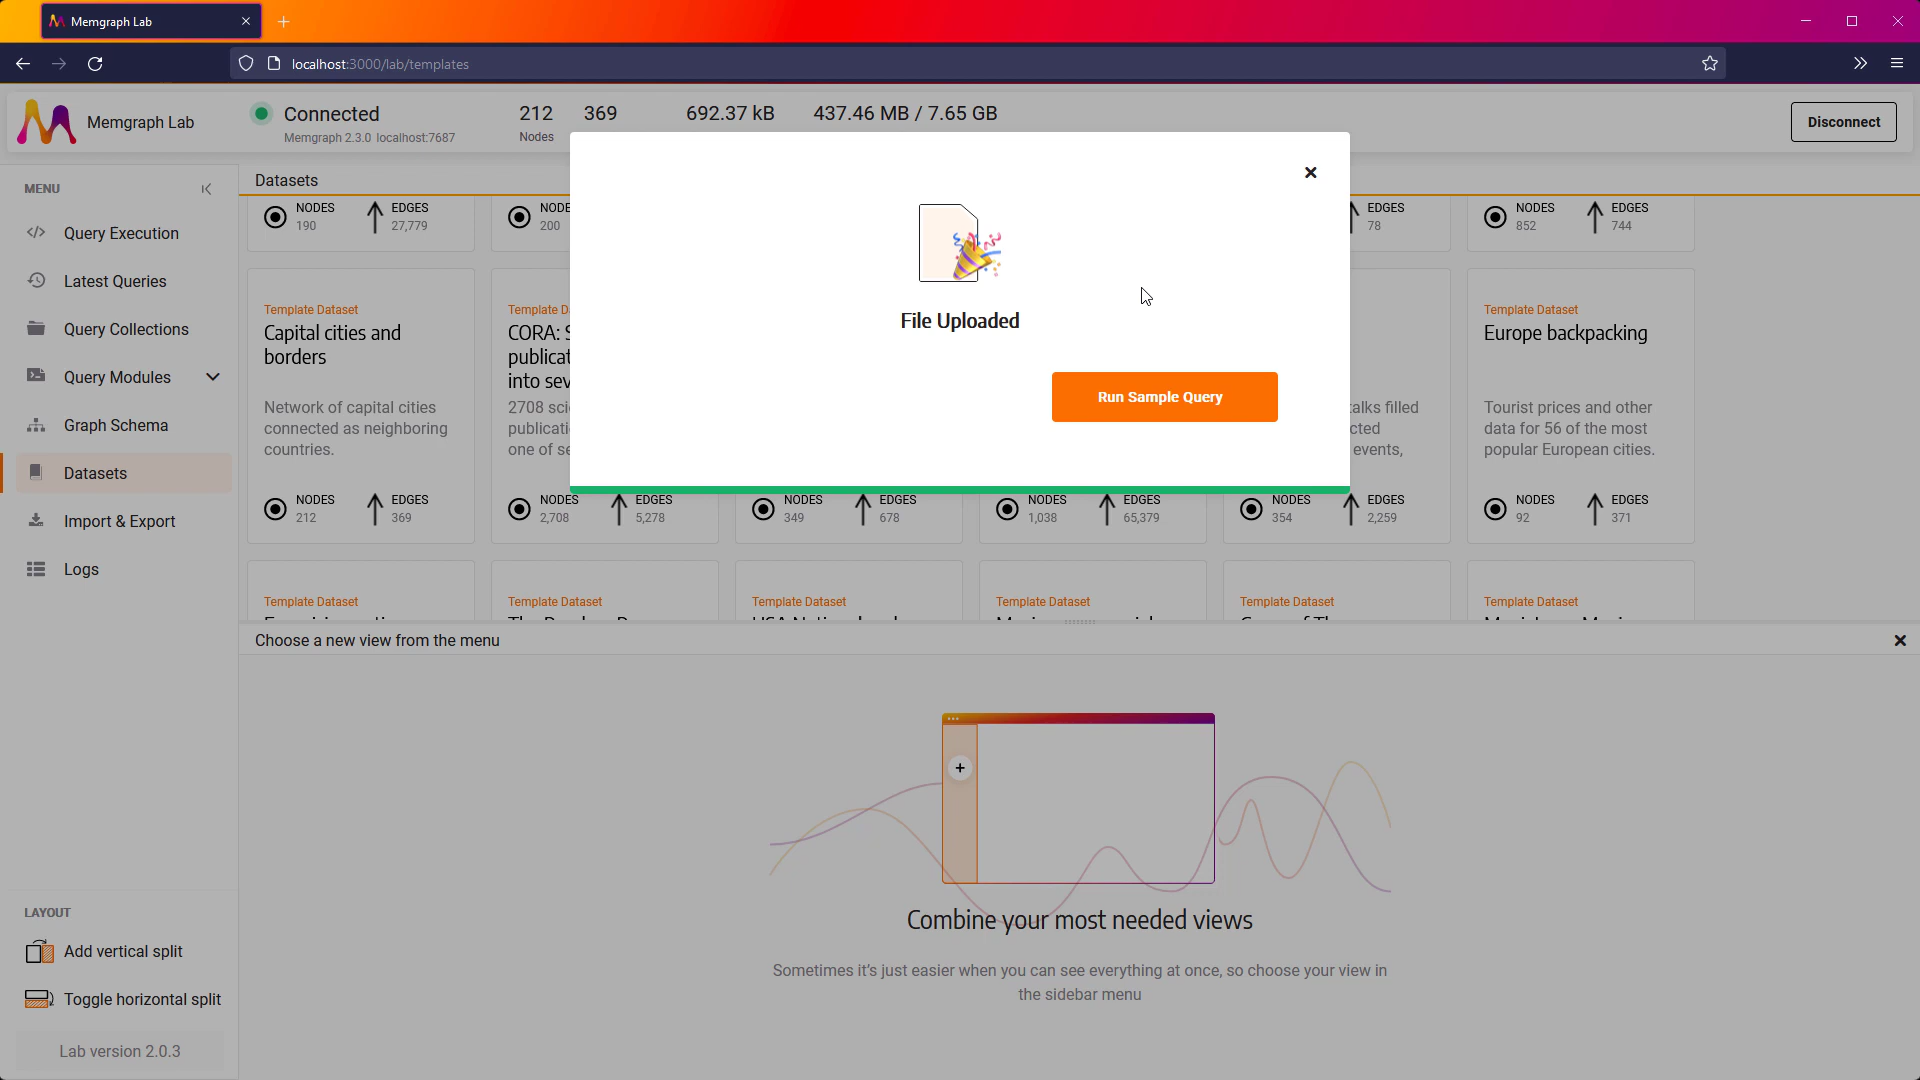 Memgraph Lab
localhost:3000/lab/templates
Memgraph Lab
Connected
Memgraph 2.3.0 localhost:7687
212
Nodes
369
692.37 kB
437.46 MB / 7.65 GB
Disconnect
MENU
Query Execution
Latest Queries
Query Collections
Query Modules
Graph Schema
Datasets
Import & Export
Logs
LAYOUT
Add vertical split
Toggle horizontal split
Lab version 2.0.3
Datasets
NODES
190
EDGES
27,779
200
EDGES
78
NODES
852
EDGES
744
Template Dataset
Capital cities and
borders
Network of capital cities
connected as neighboring
countries.
NODES
212
EDGES
369
Template
CORA:
2708
one of
NODES
2,708
EDGES
5,278
NODES
349
EDGES
678
NODES
1,038
EDGES
65,379
filled
events,
NODES
354
EDGES
2,259
Template Dataset
Europe backpacking
Tourist prices and other
data for 56 of the most
popular European cities.
NODES
92
EDGES
371
Template Dataset
Template Dataset
Template Dataset
Template Dataset
Template Dataset
Template Dataset
File Uploaded
Run Sample Query
Choose a new view from the menu
Combine your most needed views
Sometimes it's just easier when you can see everything at once, so choose your view in
the sidebar menu